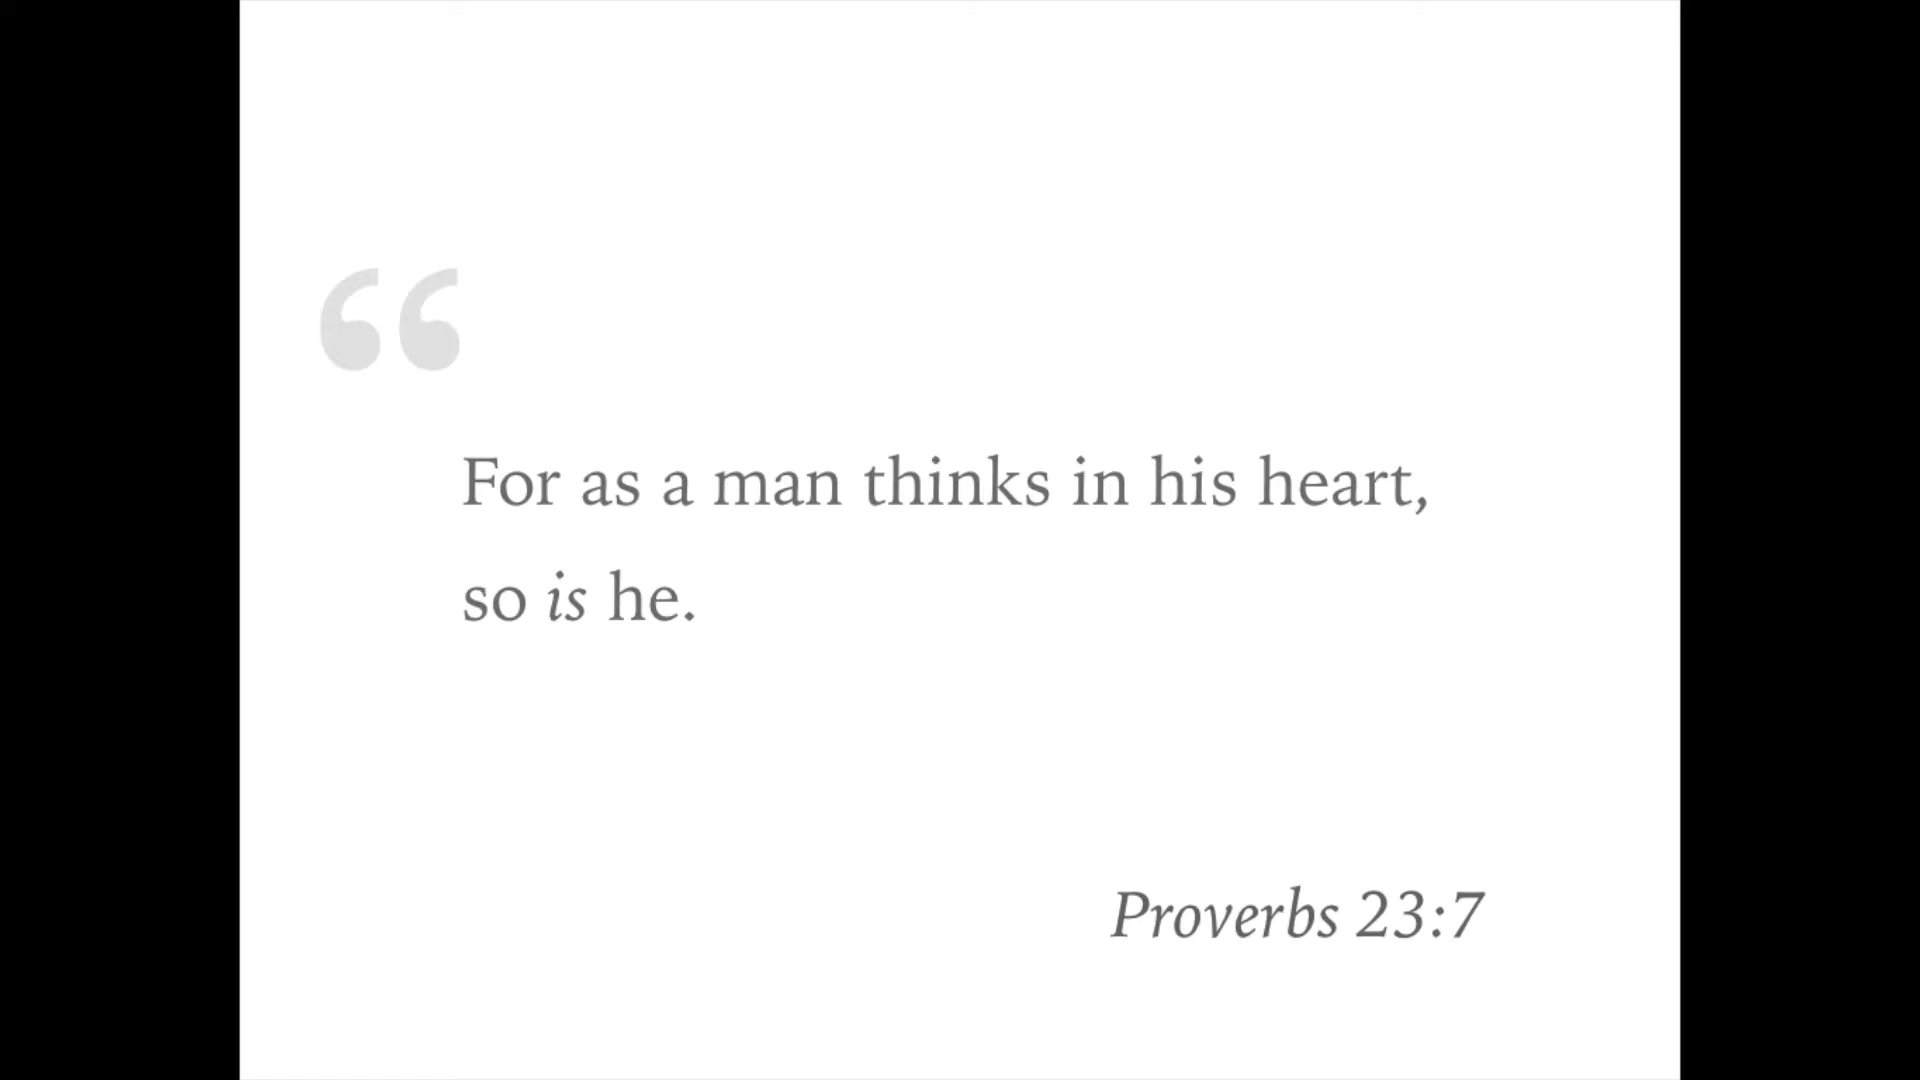 “
For as a man thinks in his heart,
so is he.
Proverbs 23:7